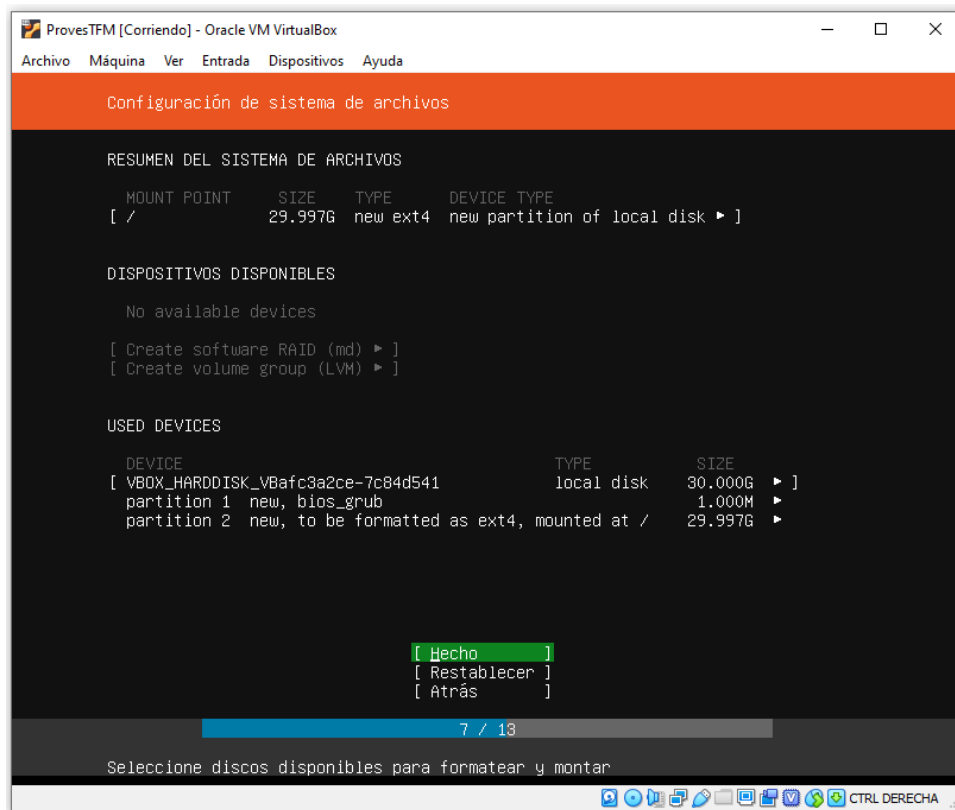 ProvesTFM [Corriendo] - Oracle VM VirtualBox
Archivo Máquina Ver Entrada Dispositivos Ayuda
Configuración de sistema de archivos
RESUMEN DEL SISTEMA DE ARCHIVOS
MOUNT POINT SIZE TYPE DEVICE TYPE
[ / 29.997G new ext4 new partition of local disk ▸ ]
DISPOSITIVOS DISPONIBLES
No available devices
[ Create software RAID (md) ▸ ]
[ Create volume group (LVM) ▸ ]
USED DEVICES
DEVICE TYPE SIZE
[ VBOX_HARDDISK_VBafc3a2ce-7c84d541 local disk 30.000G ▸ ]
partition 1 new, bios_grub 1.000M ▸
partition 2 new, to be formatted as ext4, mounted at / 29.997G ▸
[ Hecho ]
[ Restablecer ]
[ Atrás ]
7 / 13
Seleccione discos disponibles para formatear y montar
CTRL DERECHA